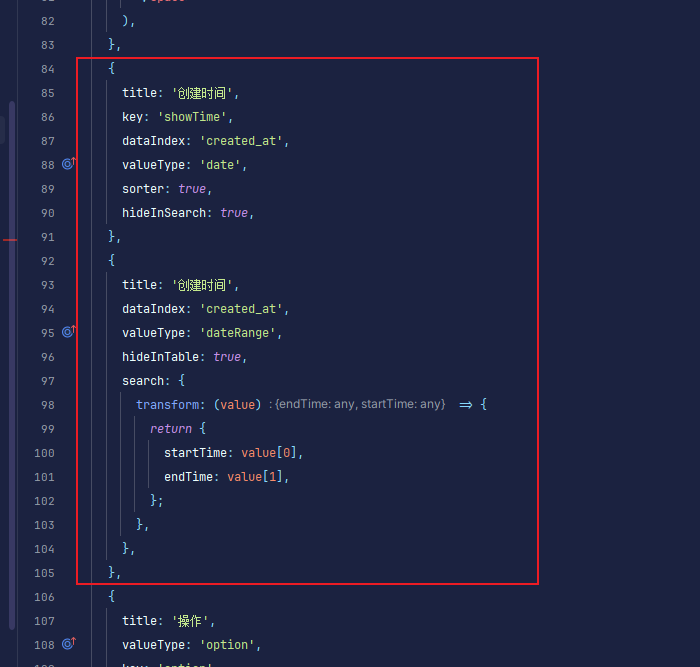 82 ),
83 },
84 {
85 title: '创建时间',
86 key: 'showTime',
87 dataIndex: 'created_at',
88 valueType: 'date',
89 sorter: true,
90 hideInSearch: true,
91 },
92 {
93 title: '创建时间',
94 dataIndex: 'created_at',
95 valueType: 'dateRange',
96 hideInTable: true,
97 search: {
98 transform: (value) : {endTime: any, startTime: any} => {
99 return {
100 startTime: value[0],
101 endTime: value[1],
102 };
103 },
104 },
105 },
106 {
107 title: '操作',
108 valueType: 'option',